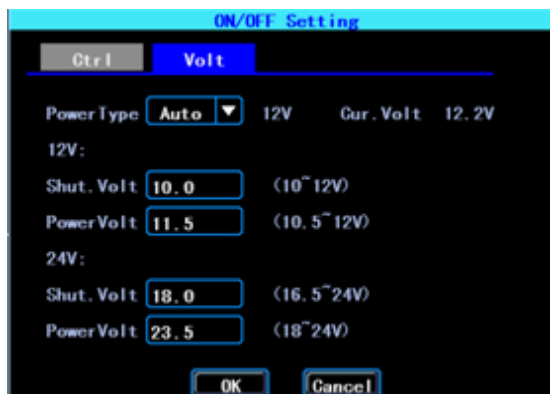 ON/OFF Setting
Ctrl Volt
PowerType Auto 12V Cur.Volt 12.2V
12V:
Shut.Volt 10.0 (10~12V)
PowerVolt 11.5 (10.5~12V)
24V:
Shut.Volt 18.0 (16.5~24V)
PowerVolt 23.5 (18~24V)
OK Cancel